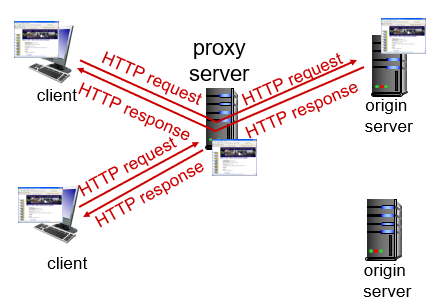 proxy
server
HTTP request
HTTP response
client
HTTP request
HTTP response
origin
server
HTTP request
HTTP response
client
origin
server